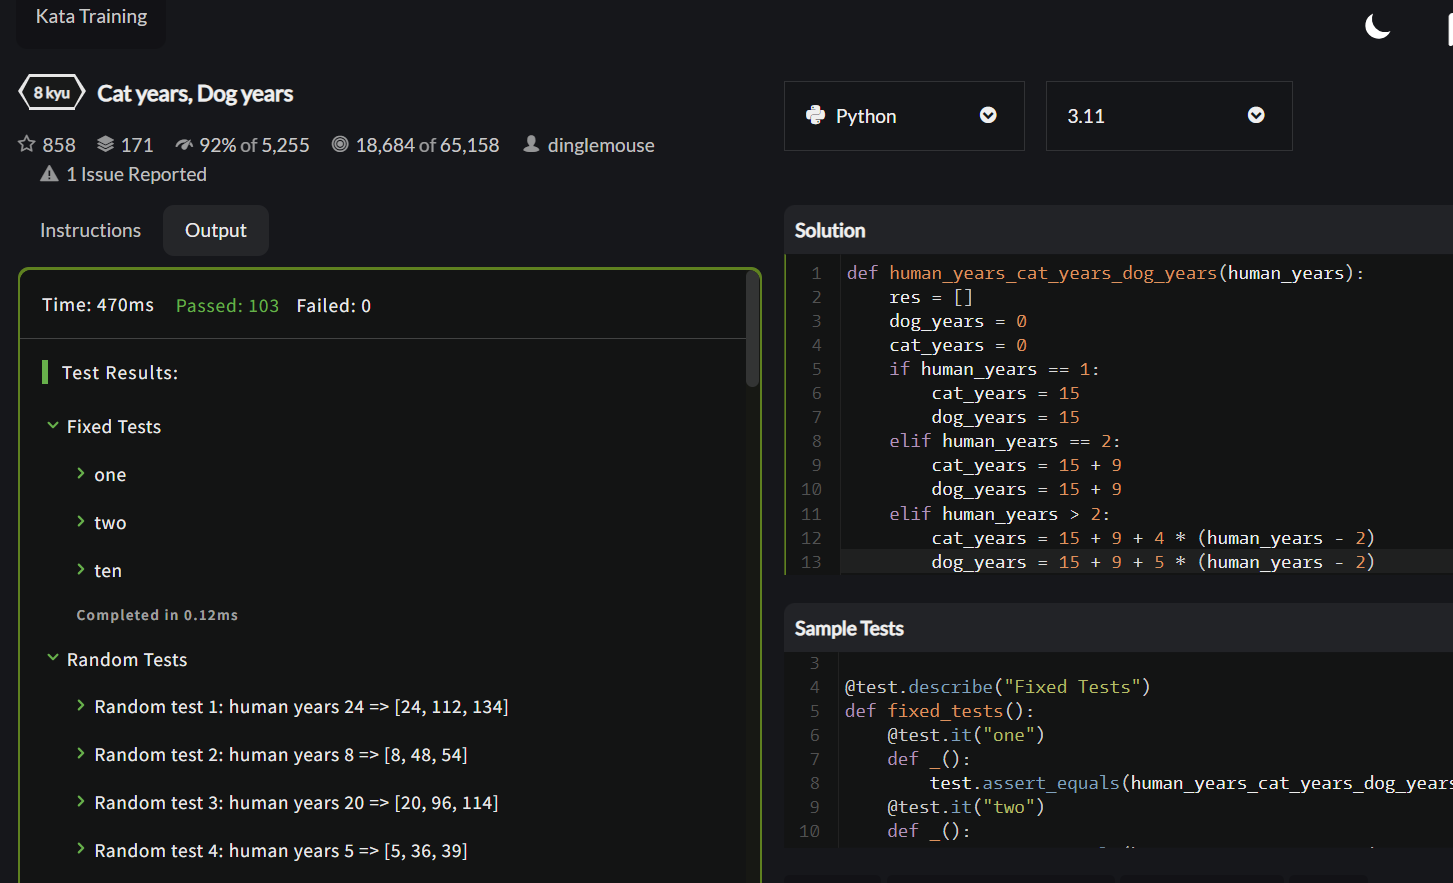 Kata Training
8 kyu Cat years, Dog years
858 171 92% of 5,255 18,684 of 65,158 dinglemouse
1 Issue Reported
Instructions Output
Time: 470ms Passed: 103 Failed: 0
Test Results:
Fixed Tests
one
two
ten
Completed in 0.12ms
Random Tests
Random test 1: human years 24 => [24, 112, 134]
Random test 2: human years 8 => [8, 48, 54]
Random test 3: human years 20 => [20, 96, 114]
Random test 4: human years 5 => [5, 36, 39]
Python 3.11
Solution
1 def human_years_cat_years_dog_years(human_years):
2     res = []
3     dog_years = 0
4     cat_years = 0
5     if human_years == 1:
6         cat_years = 15
7         dog_years = 15
8     elif human_years == 2:
9         cat_years = 15 + 9
10         dog_years = 15 + 9
11     elif human_years > 2:
12         cat_years = 15 + 9 + 4 * (human_years - 2)
13         dog_years = 15 + 9 + 5 * (human_years - 2)
Sample Tests
3
4 @test.describe("Fixed Tests")
5 def fixed_tests():
6     @test.it("one")
7     def _():
8         test.assert_equals(human_years_cat_years_dog_years
9     @test.it("two")
10     def _():